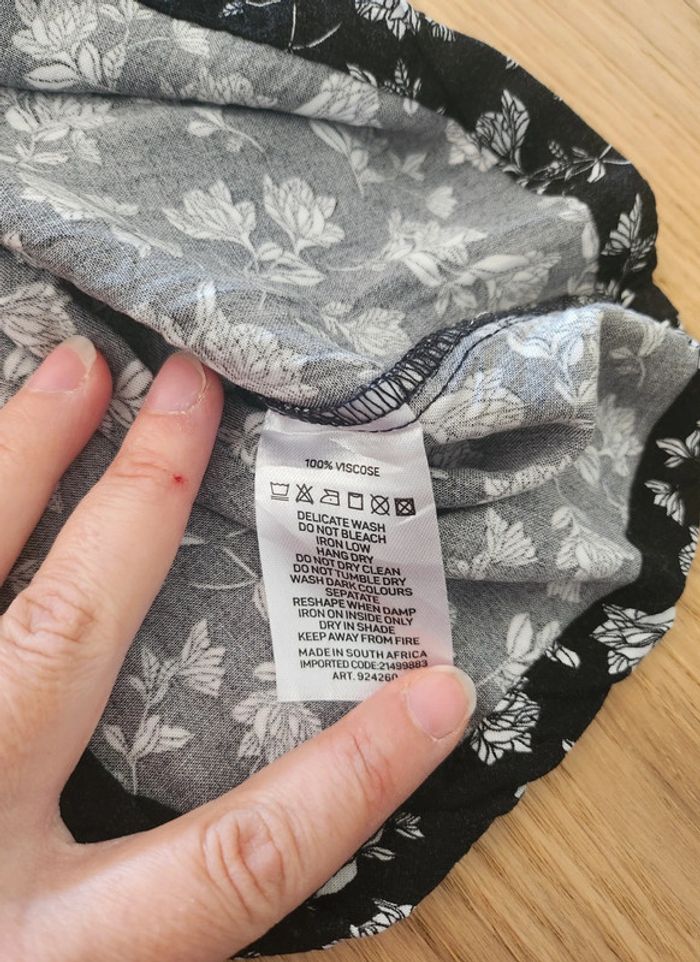 100% VISCOSE
DELICATE WASH
DO NOT BLEACH
IRON LOW
HANG DRY
DO NOT DRY CLEAN
DO NOT TUMBLE DRY
WASH DARK COLOURS
SEPATATE
RESHAPE WHEN DAMP
IRON ON INSIDE ONLY
DRY IN SHADE
KEEP AWAY FROM FIRE
MADE IN SOUTH AFRICA
IMPORTED CODE:21499883
ART. 924260